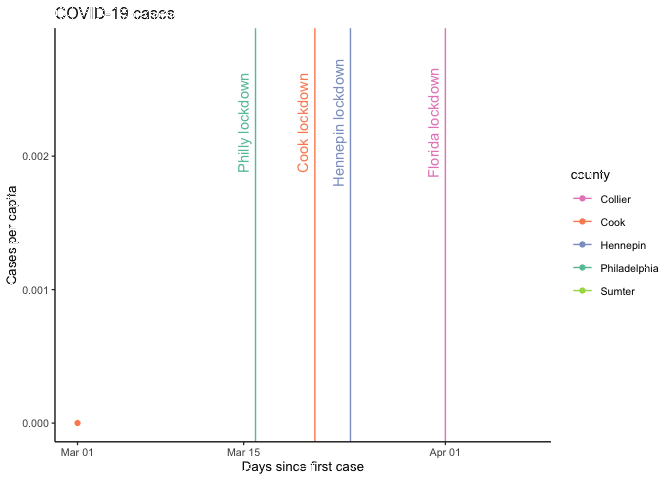 COVID-19 cases
Philly lockdown
Cook lockdown
Hennepin lockdown
Florida lockdown
Cases per capita
0.002
0.001
0.000
Mar 01
Mar 15
Apr 01
Days since first case
county
Collier
Cook
Hennepin
Philadelphia
Sumter